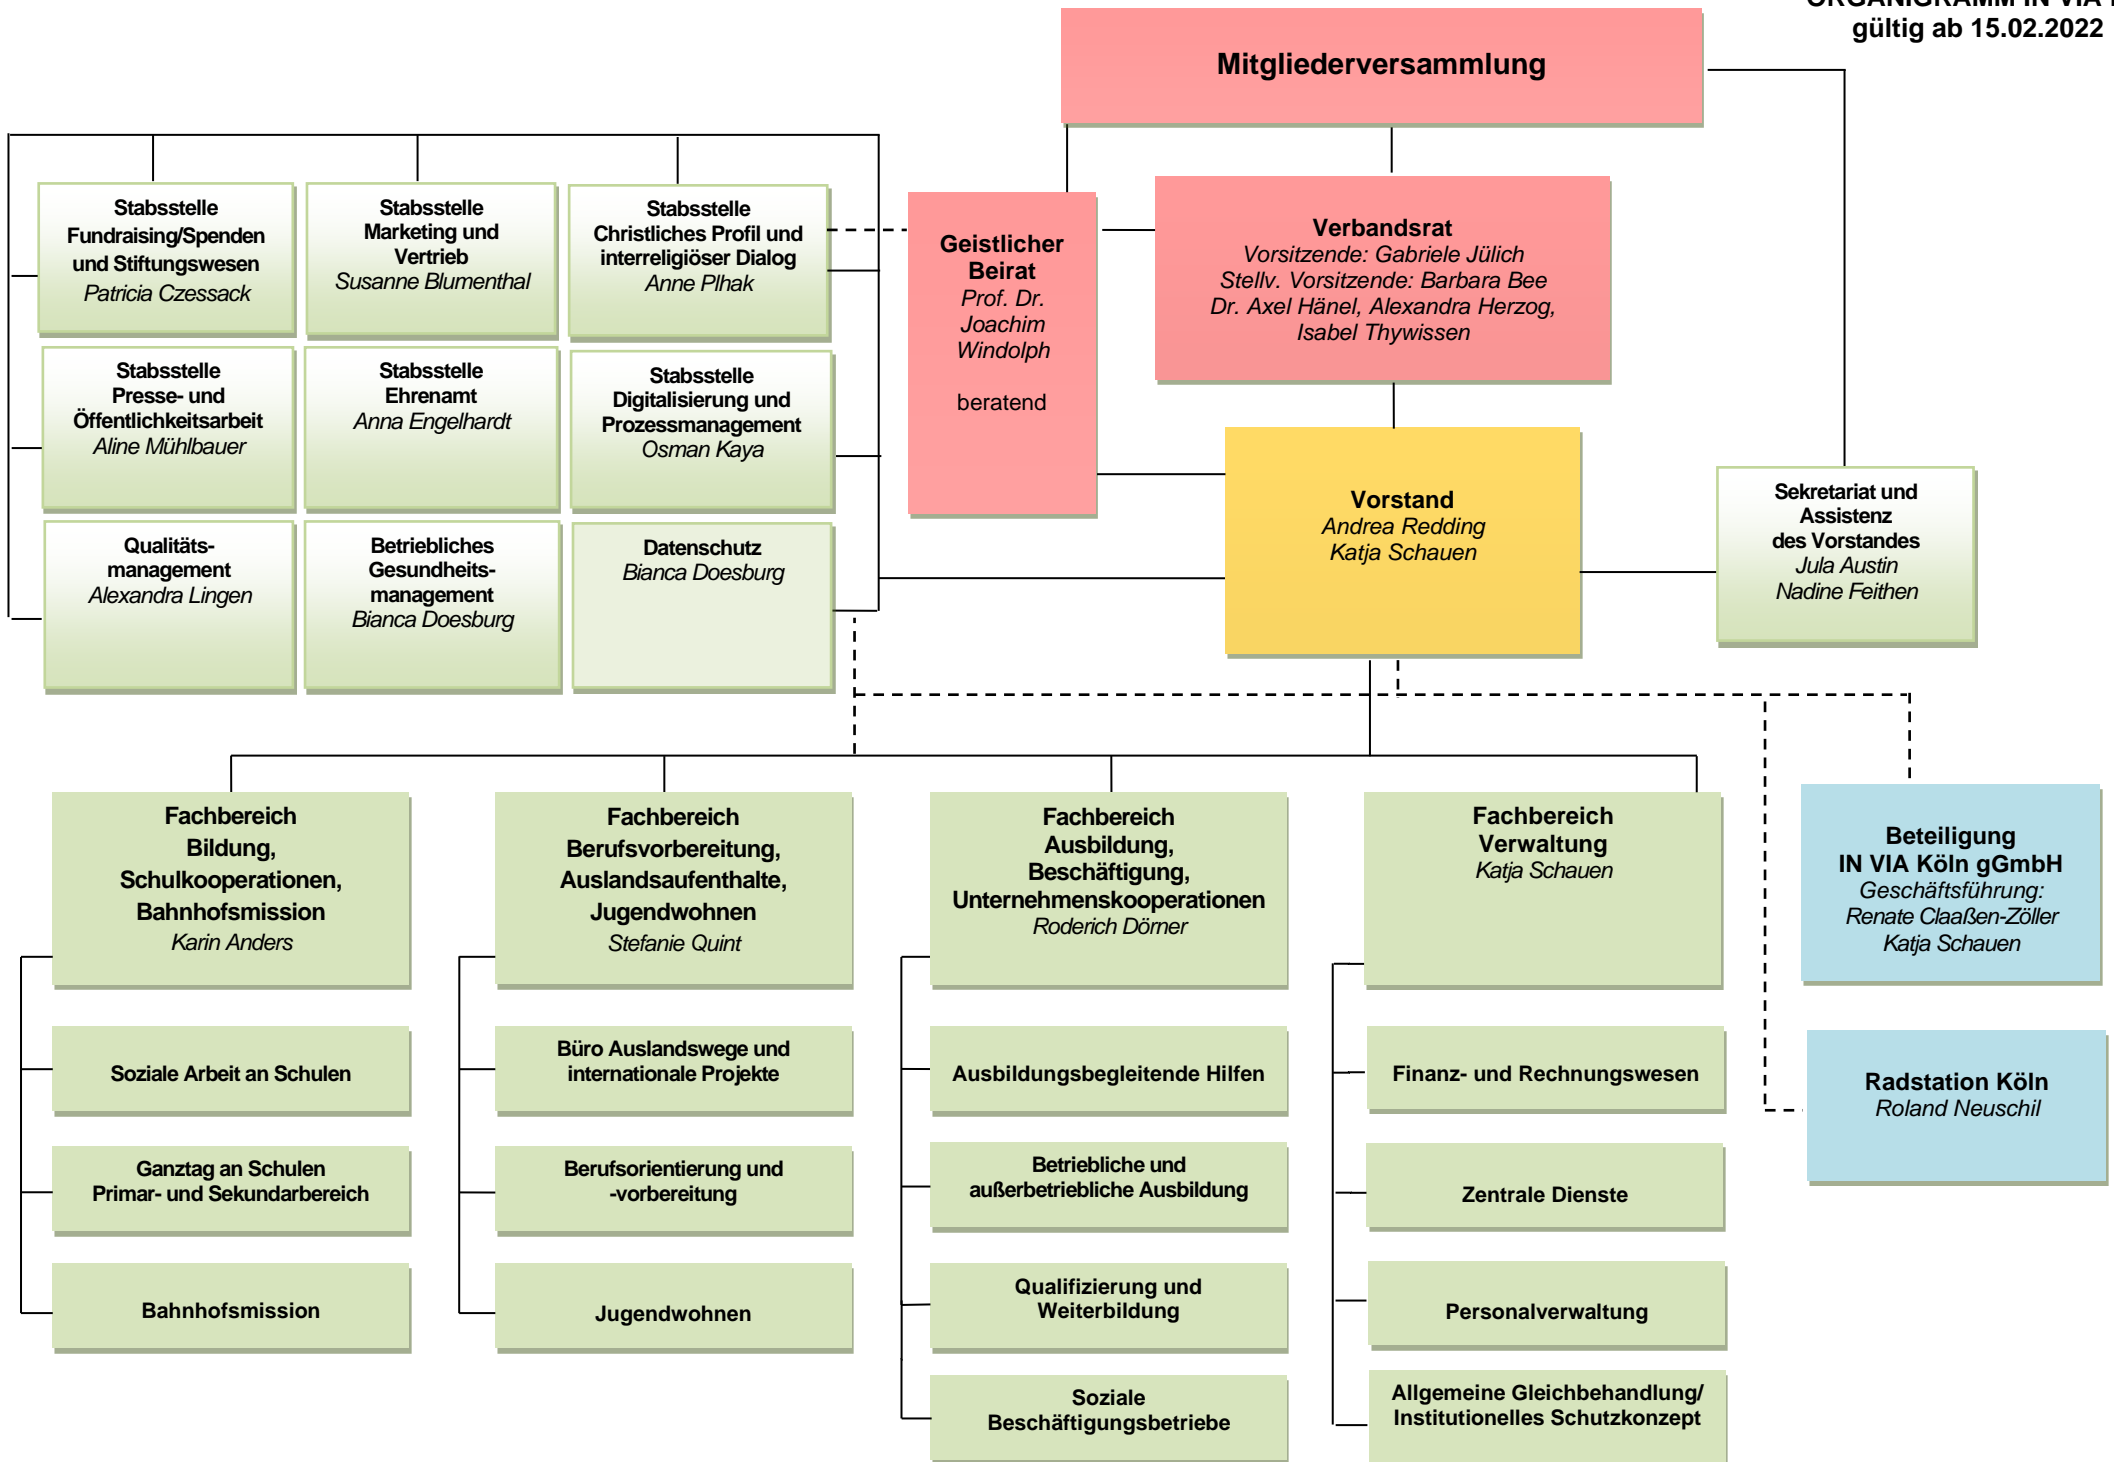 gültig ab 15.02.2022
Mitgliederversammlung
Stabsstelle
Fundraising/Spenden
und Stiftungswesen
Patricia Czessack
Stabsstelle
Marketing und
Vertrieb
Susanne Blumenthal
Stabsstelle
Christliches Profil und
interreligiöser Dialog
Anne Plhak
Geistlicher
Beirat
Prof. Dr.
Joachim
Windolph
beratend
Verbandsrat
Vorsitzende: Gabriele Jülich
Stellv. Vorsitzende: Barbara Bee
Dr. Axel Hänel, Alexandra Herzog,
Isabel Thywissen
Stabsstelle
Presse- und
Öffentlichkeitsarbeit
Aline Mühlbauer
Stabsstelle
Ehrenamt
Anna Engelhardt
Stabsstelle
Digitalisierung und
Prozessmanagement
Osman Kaya
Vorstand
Andrea Redding
Katja Schauen
Sekretariat und
Assistenz
des Vorstandes
Jula Austin
Nadine Feithen
Qualitäts-
management
Alexandra Lingen
Betriebliches
Gesundheits-
management
Bianca Doesburg
Datenschutz
Bianca Doesburg
Fachbereich
Bildung,
Schulkooperationen,
Bahnhofsmission
Karin Anders
Fachbereich
Berufsvorbereitung,
Auslandsaufenthalte,
Jugendwohnen
Stefanie Quint
Fachbereich
Ausbildung,
Beschäftigung,
Unternehmenskooperationen
Roderich Dörner
Fachbereich
Verwaltung
Katja Schauen
Beteiligung
IN VIA Köln gGmbH
Geschäftsführung:
Renate Claaßen-Zöller
Katja Schauen
Soziale Arbeit an Schulen
Büro Auslandswege und
internationale Projekte
Ausbildungsbegleitende Hilfen
Finanz- und Rechnungswesen
Radstation Köln
Roland Neuschil
Ganztag an Schulen
Primar- und Sekundarbereich
Berufsorientierung und
-vorbereitung
Betriebliche und
außerbetriebliche Ausbildung
Zentrale Dienste
Bahnhofsmission
Jugendwohnen
Qualifizierung und
Weiterbildung
Personalverwaltung
Soziale
Beschäftigungsbetriebe
Allgemeine Gleichbehandlung/
Institutionelles Schutzkonzept